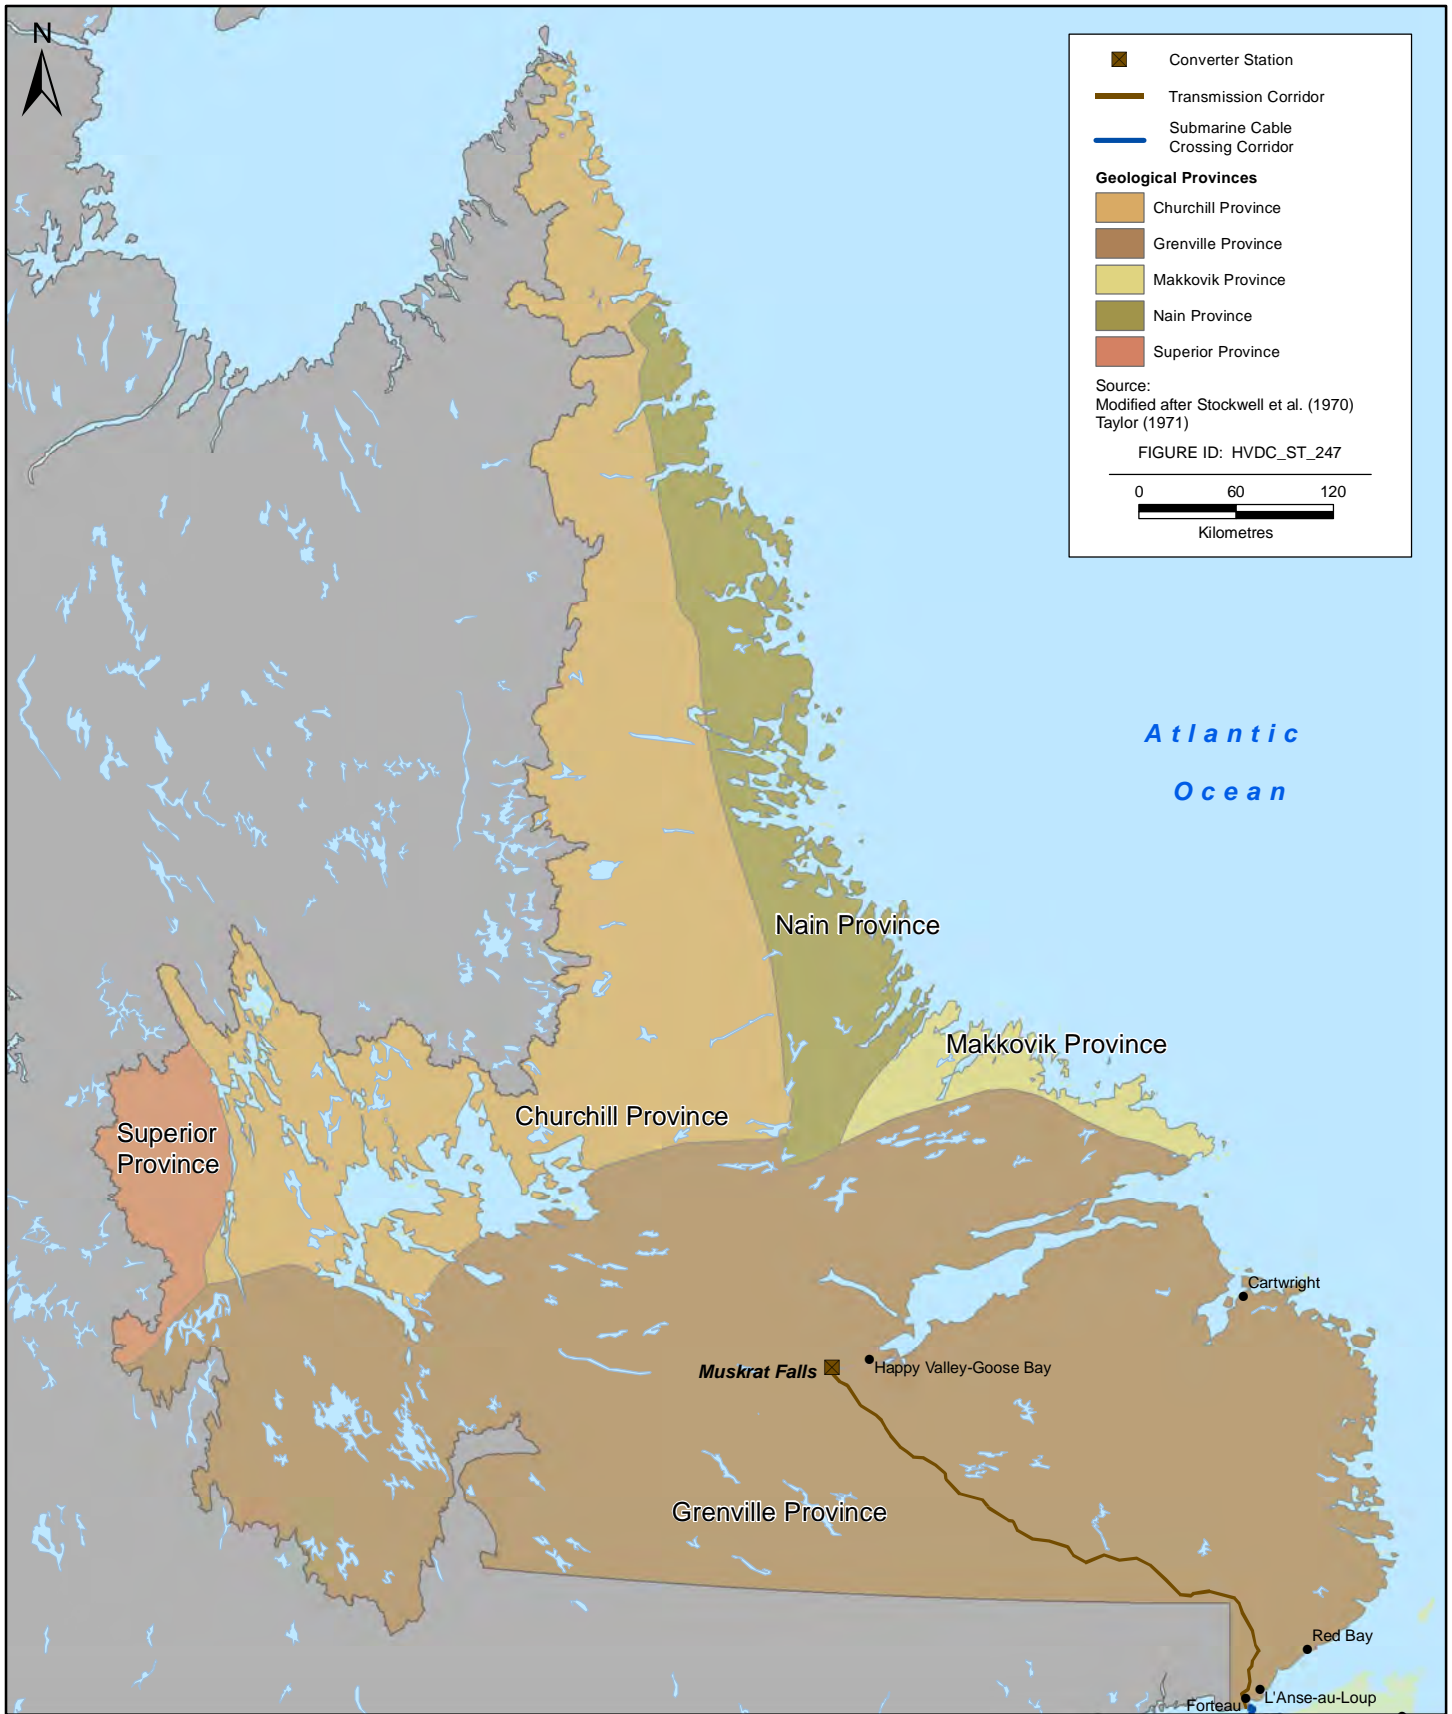 N
Converter Station
Transmission Corridor
Submarine Cable
Crossing Corridor
Geological Provinces
Churchill Province
Grenville Province
Makkovik Province
Nain Province
Superior Province
Source:
Modified after Stockwell et al. (1970)
Taylor (1971)
FIGURE ID: HVDC_ST_247
0 60 120
Kilometres
Atlantic
Ocean
Nain Province
Makkovik Province
Churchill Province
Superior
Province
Cartwright
Happy Valley-Goose Bay
Muskrat Falls
Grenville Province
Red Bay
L'Anse-au-Loup
Forteau